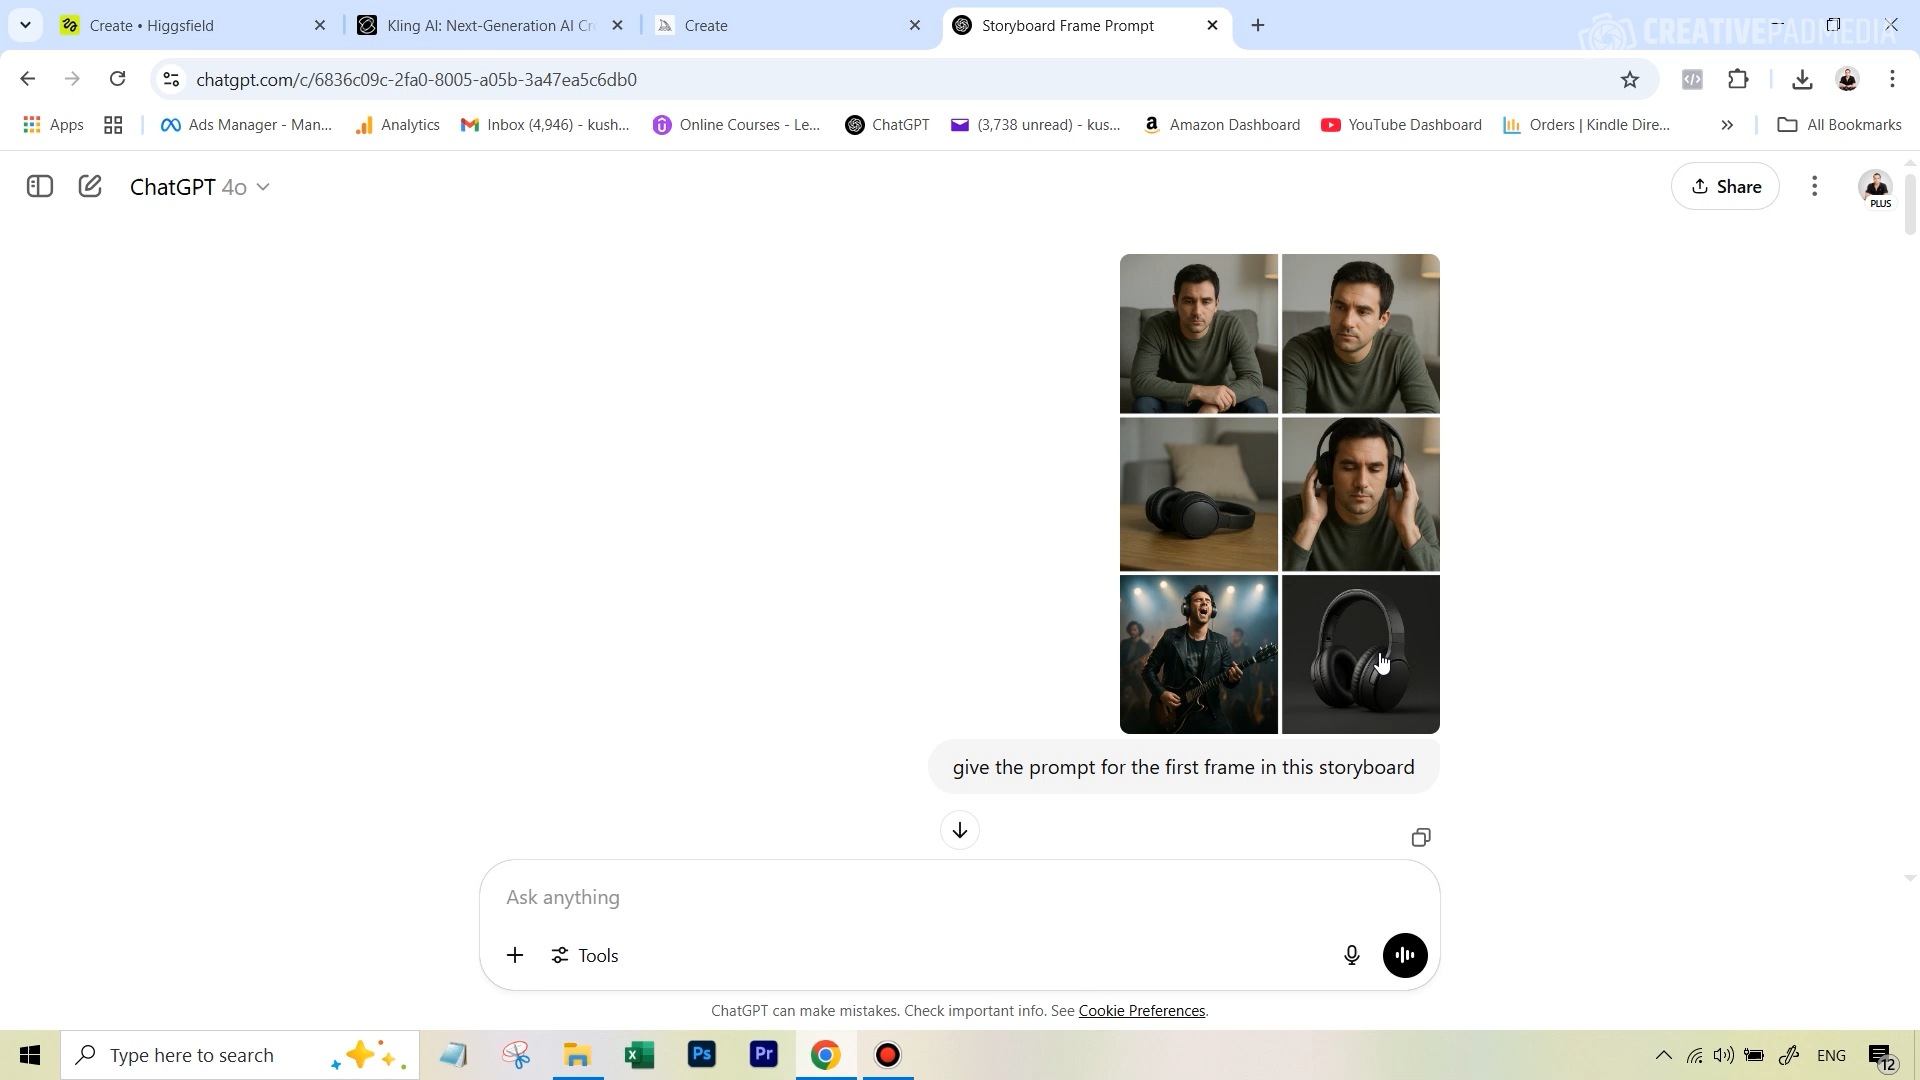 Create • Higgsfield
Kling AI: Next-Generation AI Cr
Create
Storyboard Frame Prompt
CREATIVEPADMEDIA
chatgpt.com/c/6836c09c-2fa0-8005-a05b-3a47ea5c6db0
Apps
Ads Manager - Man...
Analytics
Inbox (4,946) - kush...
Online Courses - Le...
ChatGPT
(3,738 unread) - kus...
Amazon Dashboard
YouTube Dashboard
Orders | Kindle Dire...
All Bookmarks
ChatGPT 4o
Share
PLUS
give the prompt for the first frame in this storyboard
Ask anything
Tools
ChatGPT can make mistakes. Check important info. See Cookie Preferences.
Type here to search
Ps
Pr
ENG
12